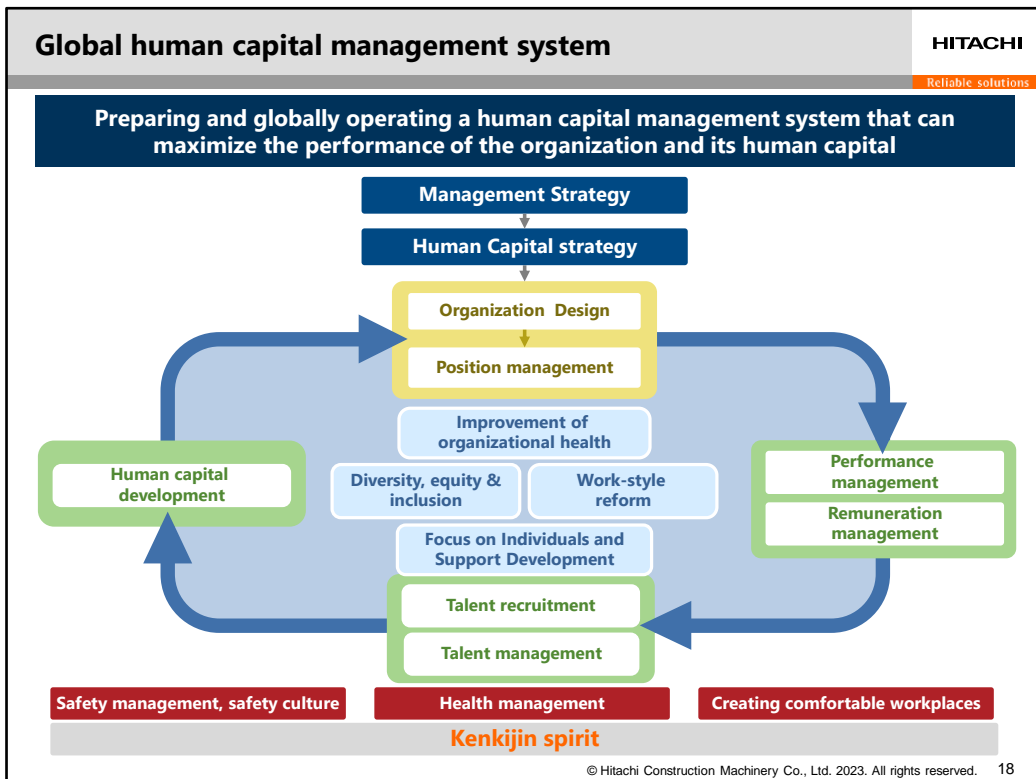 Global human capital management system
HITACHI
Reliable solutions
Preparing and globally operating a human capital management system that can
maximize the performance of the organization and its human capital
Management Strategy
Human Capital strategy
Organization Design
Position management
Improvement of
organizational health
Diversity, equity &
inclusion
Work-style
reform
Focus on Individuals and
Support Development
Human capital
development
Performance
management
Remuneration
management
Talent recruitment
Talent management
Safety management, safety culture
Health management
Creating comfortable workplaces
Kenkijin spirit
© Hitachi Construction Machinery Co., Ltd. 2023. All rights reserved. 18